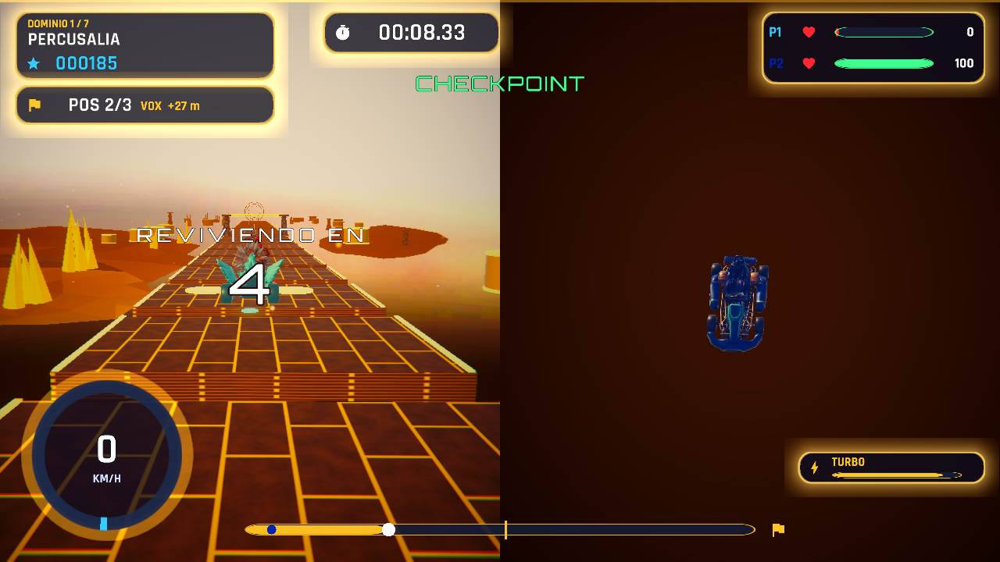 DOMINIO 1 / 7
PERCUSALIA
000185
POS 2/3 VOX +27 m
00:08.33
CHECKPOINT
P1 0
P2 100
REVIVIENDO EN
4
0
KM/H
TURBO